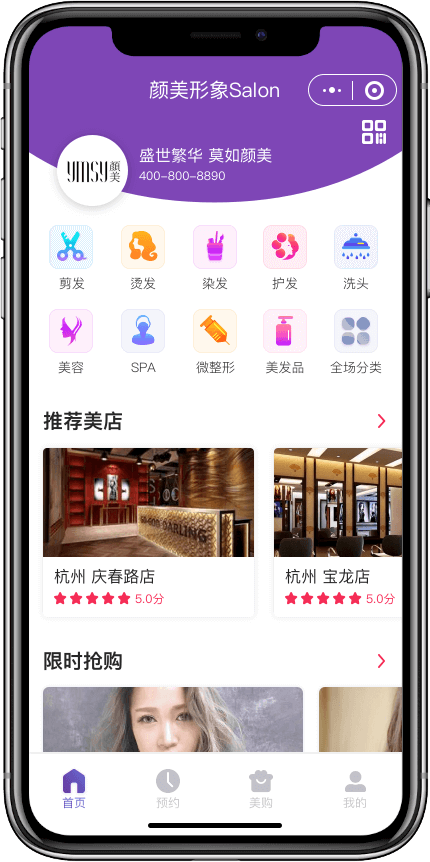 颜美形象Salon
ymsy 颜美
盛世繁华 莫如颜美
400-800-8890
剪发 烫发 染发 护发 洗头
美容 SPA 微整形 美发品 全场分类
推荐美店
杭州 庆春路店
5.0分
杭州 宝龙店
5.0分
限时抢购
首页 预约 美购 我的